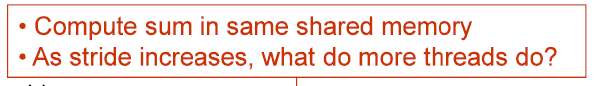 • Compute sum in same shared memory
• As stride increases, what do more threads do?